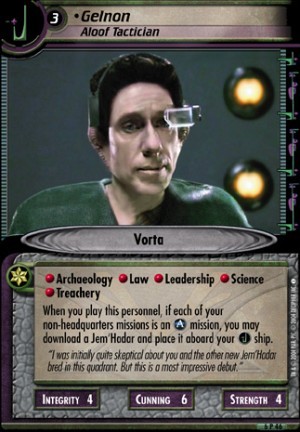 3
•Gelnon
Aloof Tactician
Vorta
Archaeology Law Leadership Science
Treachery
When you play this personnel, if each of your
non-headquarters missions is an A mission, you may
download a Jem'Hadar and place it aboard your ship.
"I was initially quite skeptical about you and the other new Jem'Hadar
bred in this quadrant. But this is a most impressive debut."
INTEGRITY 4 CUNNING 6 STRENGTH 4